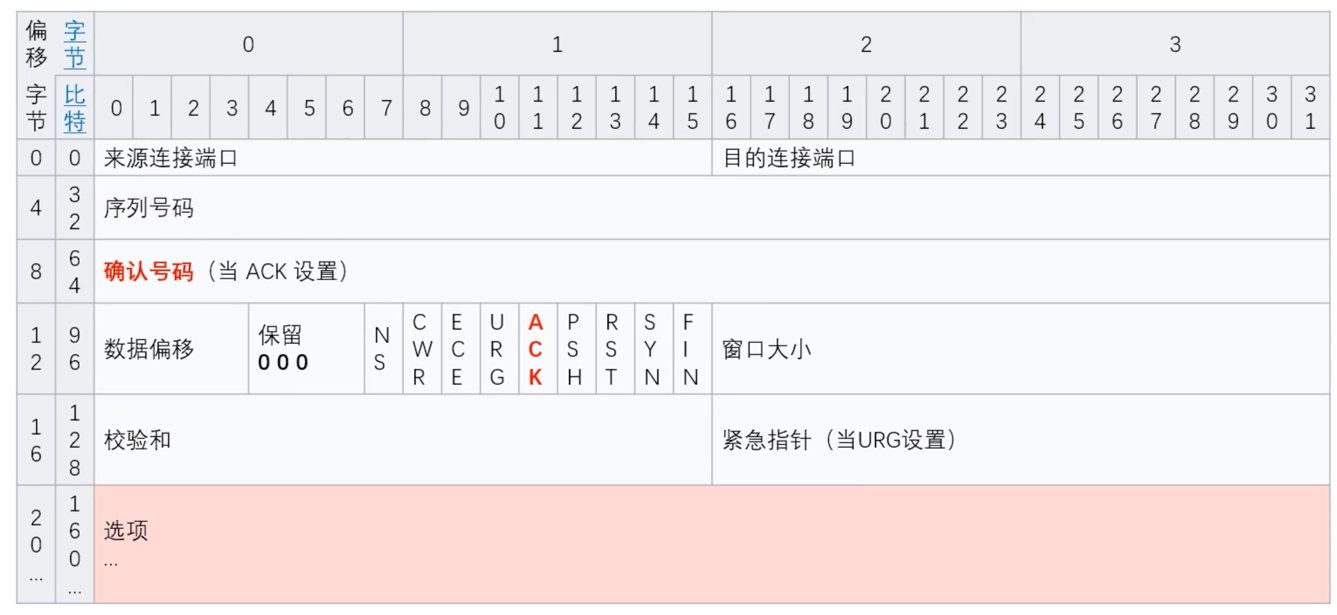 偏移 字节 0 1 2 3
字节 比特 0 1 2 3 4 5 6 7 8 9 10 11 12 13 14 15 16 17 18 19 20 21 22 23 24 25 26 27 28 29 30 31
0 0 来源连接端口 目的连接端口
4 32 序列号码
8 64 确认号码（当 ACK 设置）
12 96 数据偏移 保留 000 NS CWR ECE URG ACK PSH RST SYN FIN 窗口大小
16 128 校验和 紧急指针（当URG设置）
20 160 选项
... ... ...